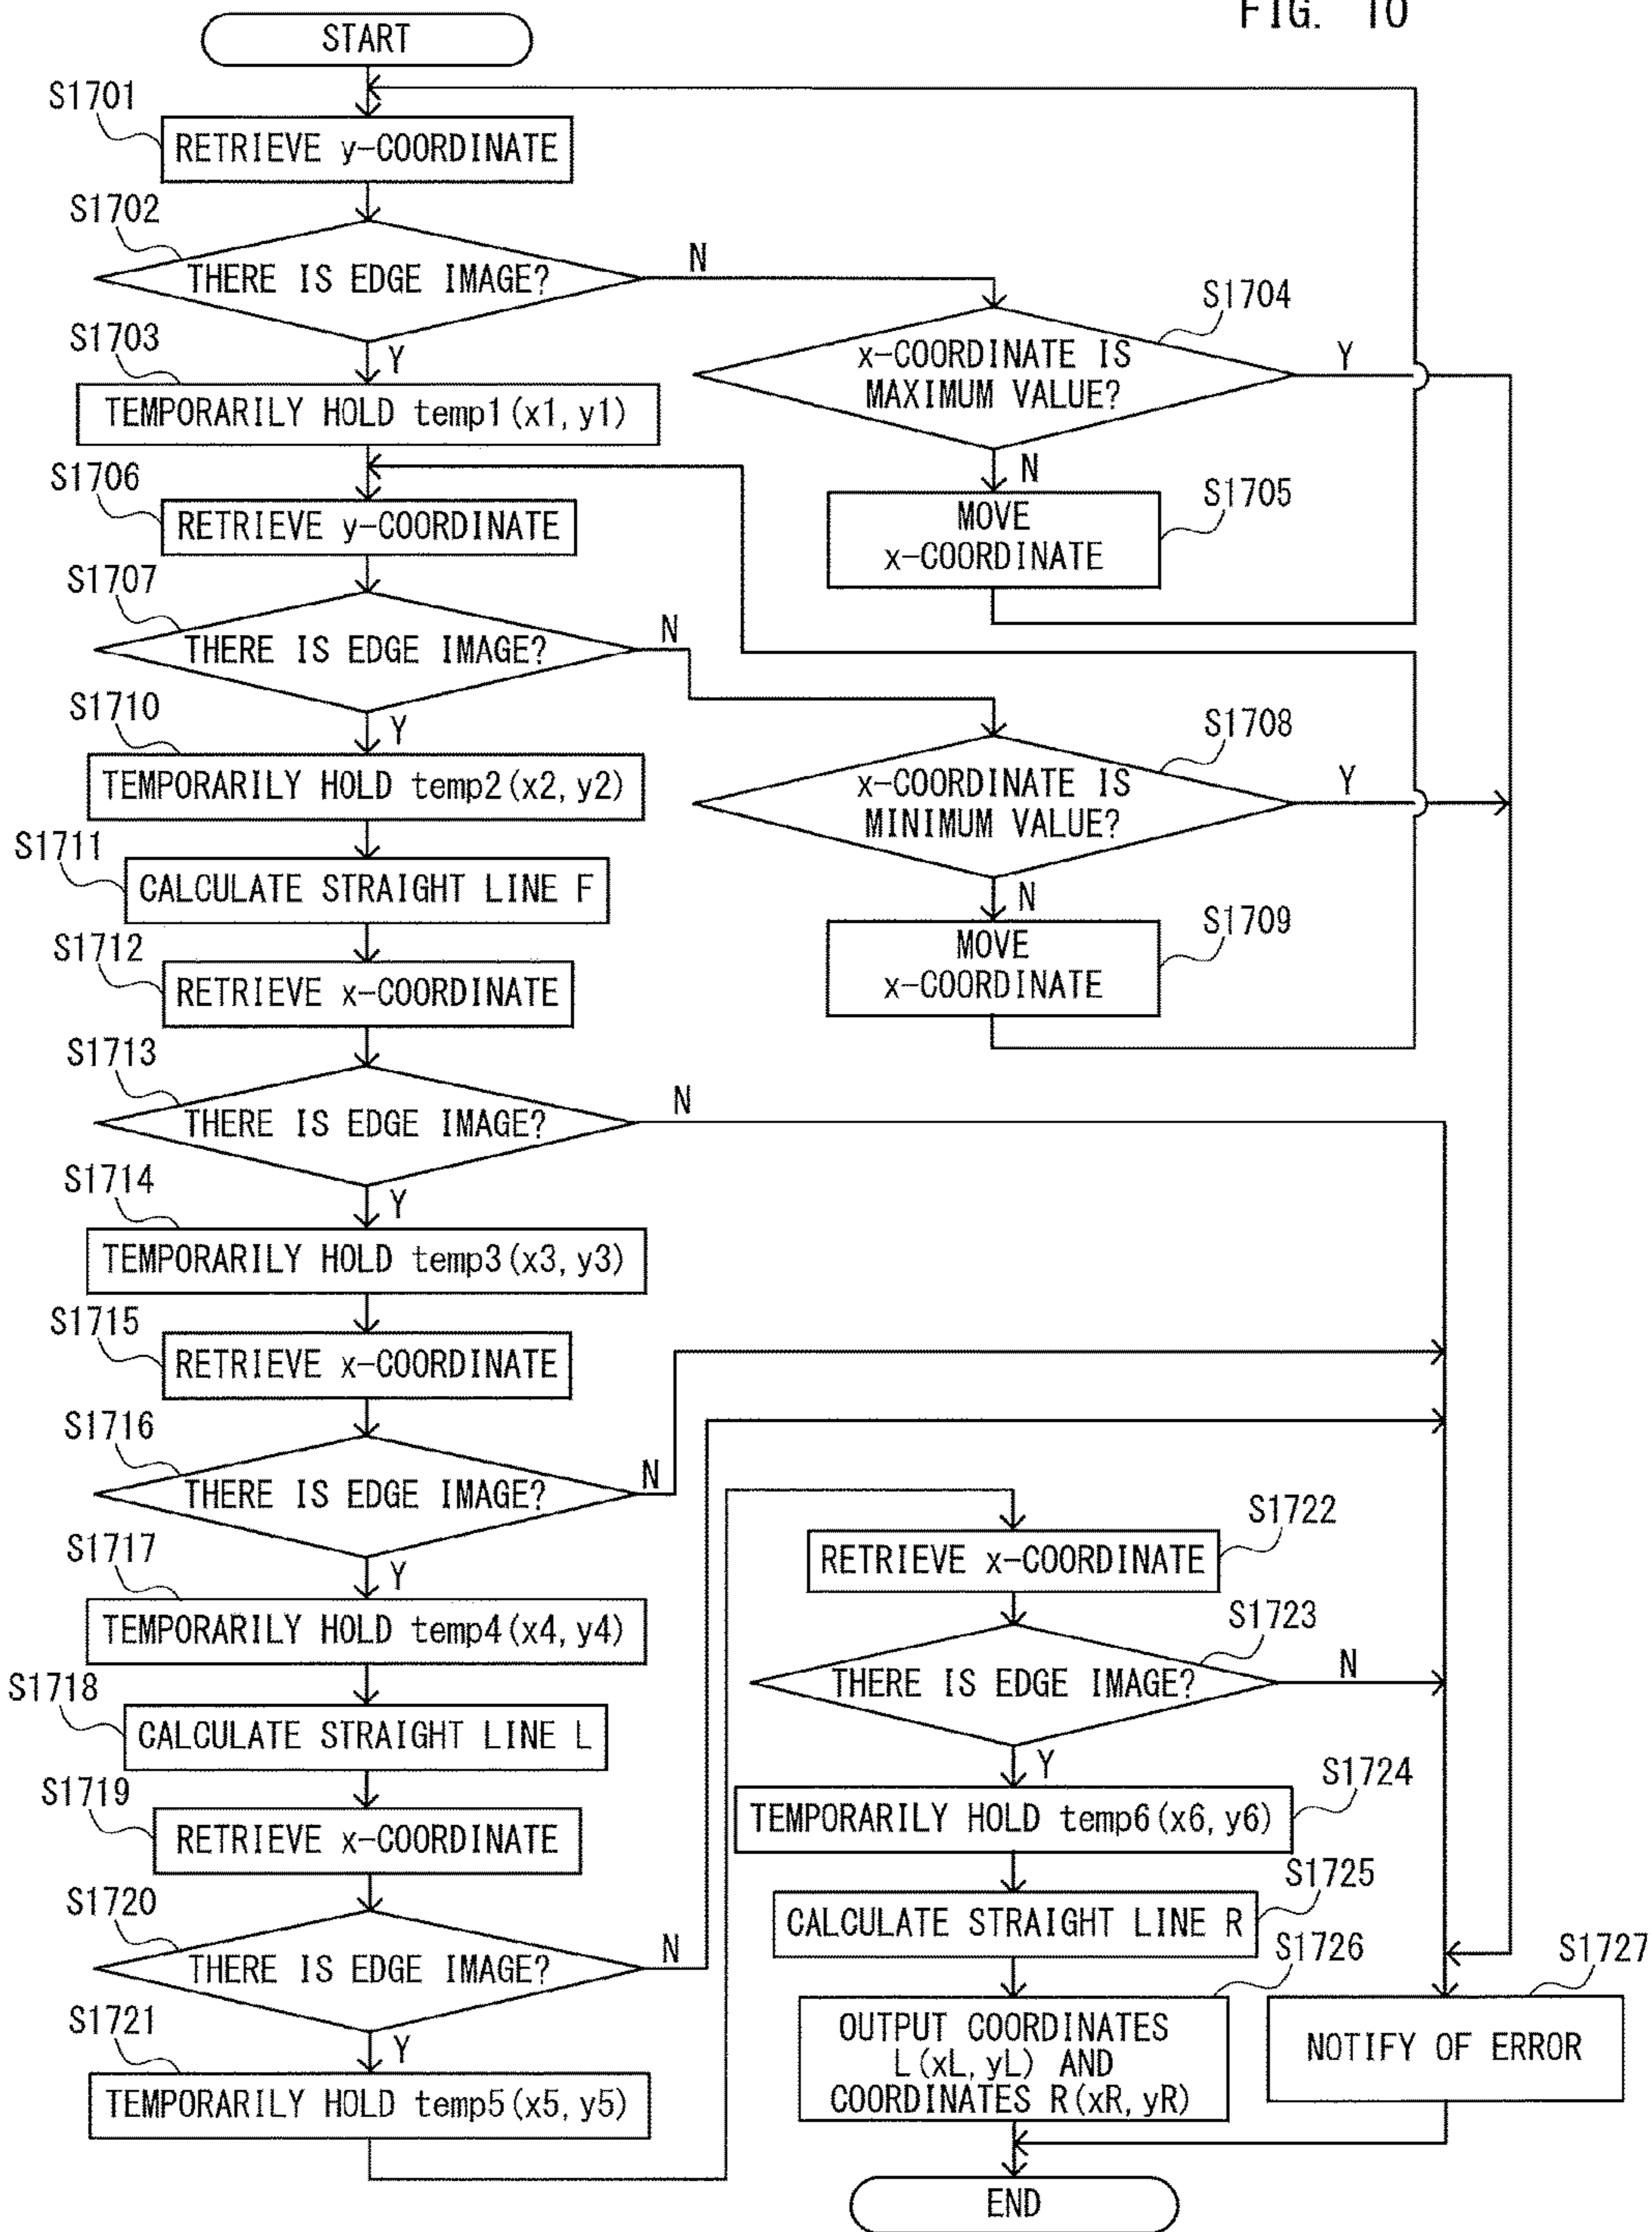 FIG. 10
START
S1701
RETRIEVE y-COORDINATE
S1702
THERE IS EDGE IMAGE?
N
Y
S1703
TEMPORARILY HOLD temp1(x1, y1)
S1704
x-COORDINATE IS
MAXIMUM VALUE?
Y
N
S1705
MOVE
x-COORDINATE
S1706
RETRIEVE y-COORDINATE
S1707
THERE IS EDGE IMAGE?
N
Y
S1708
x-COORDINATE IS
MINIMUM VALUE?
Y
N
S1709
MOVE
x-COORDINATE
S1710
TEMPORARILY HOLD temp2(x2, y2)
S1711
CALCULATE STRAIGHT LINE F
S1712
RETRIEVE x-COORDINATE
S1713
THERE IS EDGE IMAGE?
N
Y
S1714
TEMPORARILY HOLD temp3(x3, y3)
S1715
RETRIEVE x-COORDINATE
S1716
THERE IS EDGE IMAGE?
N
Y
S1717
TEMPORARILY HOLD temp4(x4, y4)
S1718
CALCULATE STRAIGHT LINE L
S1719
RETRIEVE x-COORDINATE
S1720
THERE IS EDGE IMAGE?
N
Y
S1721
TEMPORARILY HOLD temp5(x5, y5)
S1722
RETRIEVE x-COORDINATE
S1723
THERE IS EDGE IMAGE?
N
Y
S1724
TEMPORARILY HOLD temp6(x6, y6)
S1725
CALCULATE STRAIGHT LINE R
S1726
OUTPUT COORDINATES
L(xL, yL) AND
COORDINATES R(xR, yR)
S1727
NOTIFY OF ERROR
END